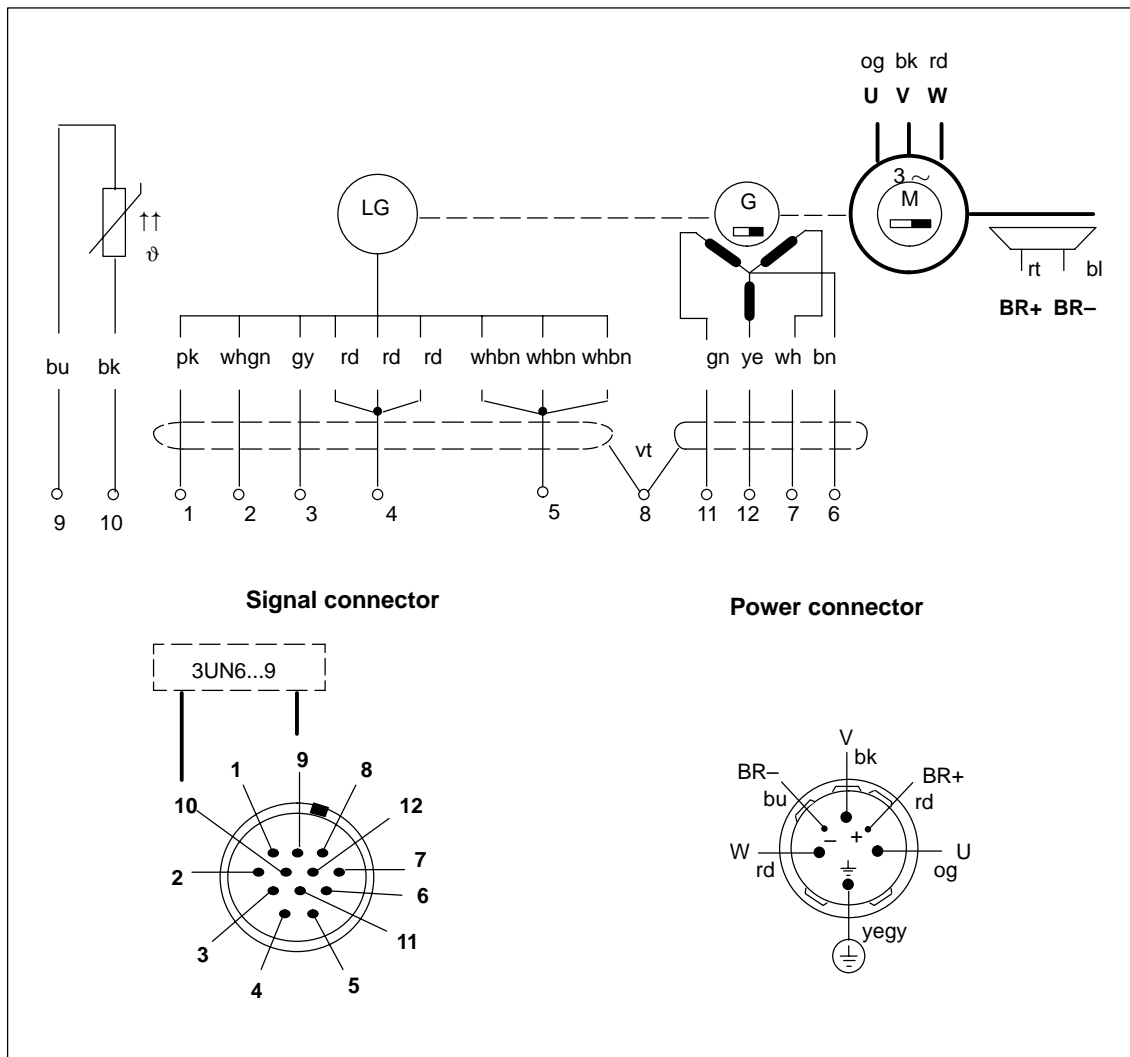 og bk rd
U V W
3 ~
M
LG
G
↑↑
ϑ
rt bl
BR+ BR–
bu bk pk whgn gy rd rd rd whbn whbn whbn gn ye wh bn
vt
9 10 1 2 3 4 5 8 11 12 7 6
Signal connector
Power connector
3UN6...9
9
1 8
10 12
2 7
6
3 11
4 5
V
bk
BR– BR+
bu rd
– +
W U
rd og
yegy